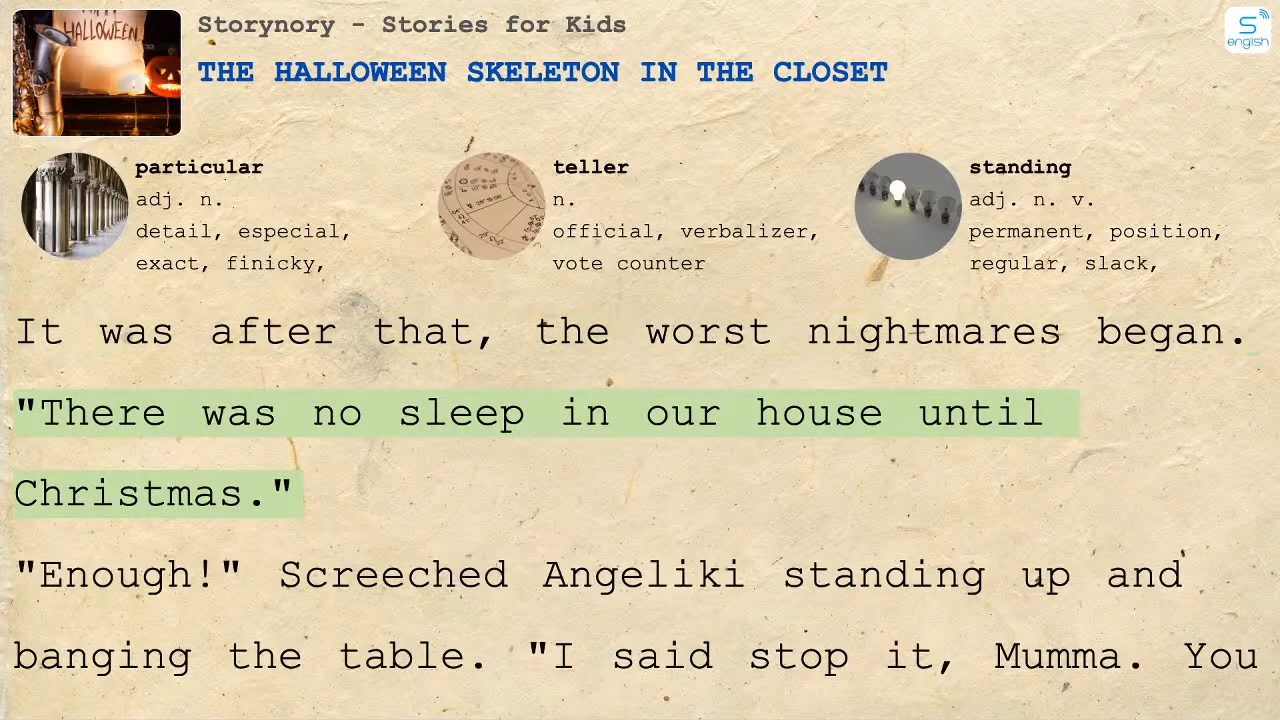 HALLOWEEN!
Storynory - Stories for Kids
S
english
THE HALLOWEEN SKELETON IN THE CLOSET
particular
adj. n.
detail, especial,
exact, finicky,
teller
n.
official, verbalizer,
vote counter
standing
adj. n. v.
permanent, position,
regular, slack,
It was after that, the worst nightmares began.
"There was no sleep in our house until
Christmas."
"Enough!" Screeched Angeliki standing up and
banging the table. "I said stop it, Mumma. You